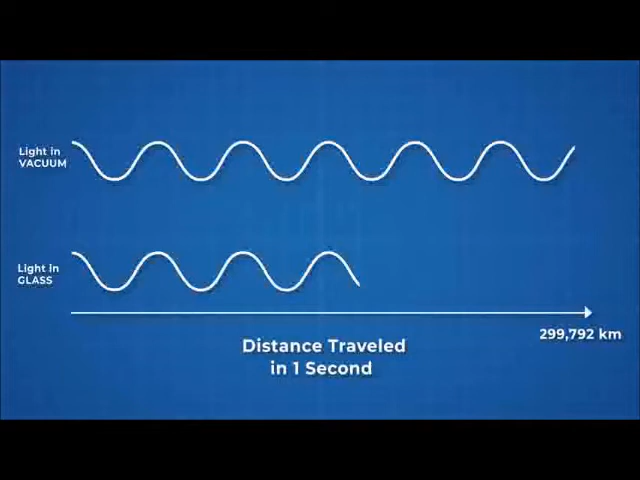 Light in
VACUUM
Light in
GLASS
299,792 km
Distance Traveled
in 1 Second